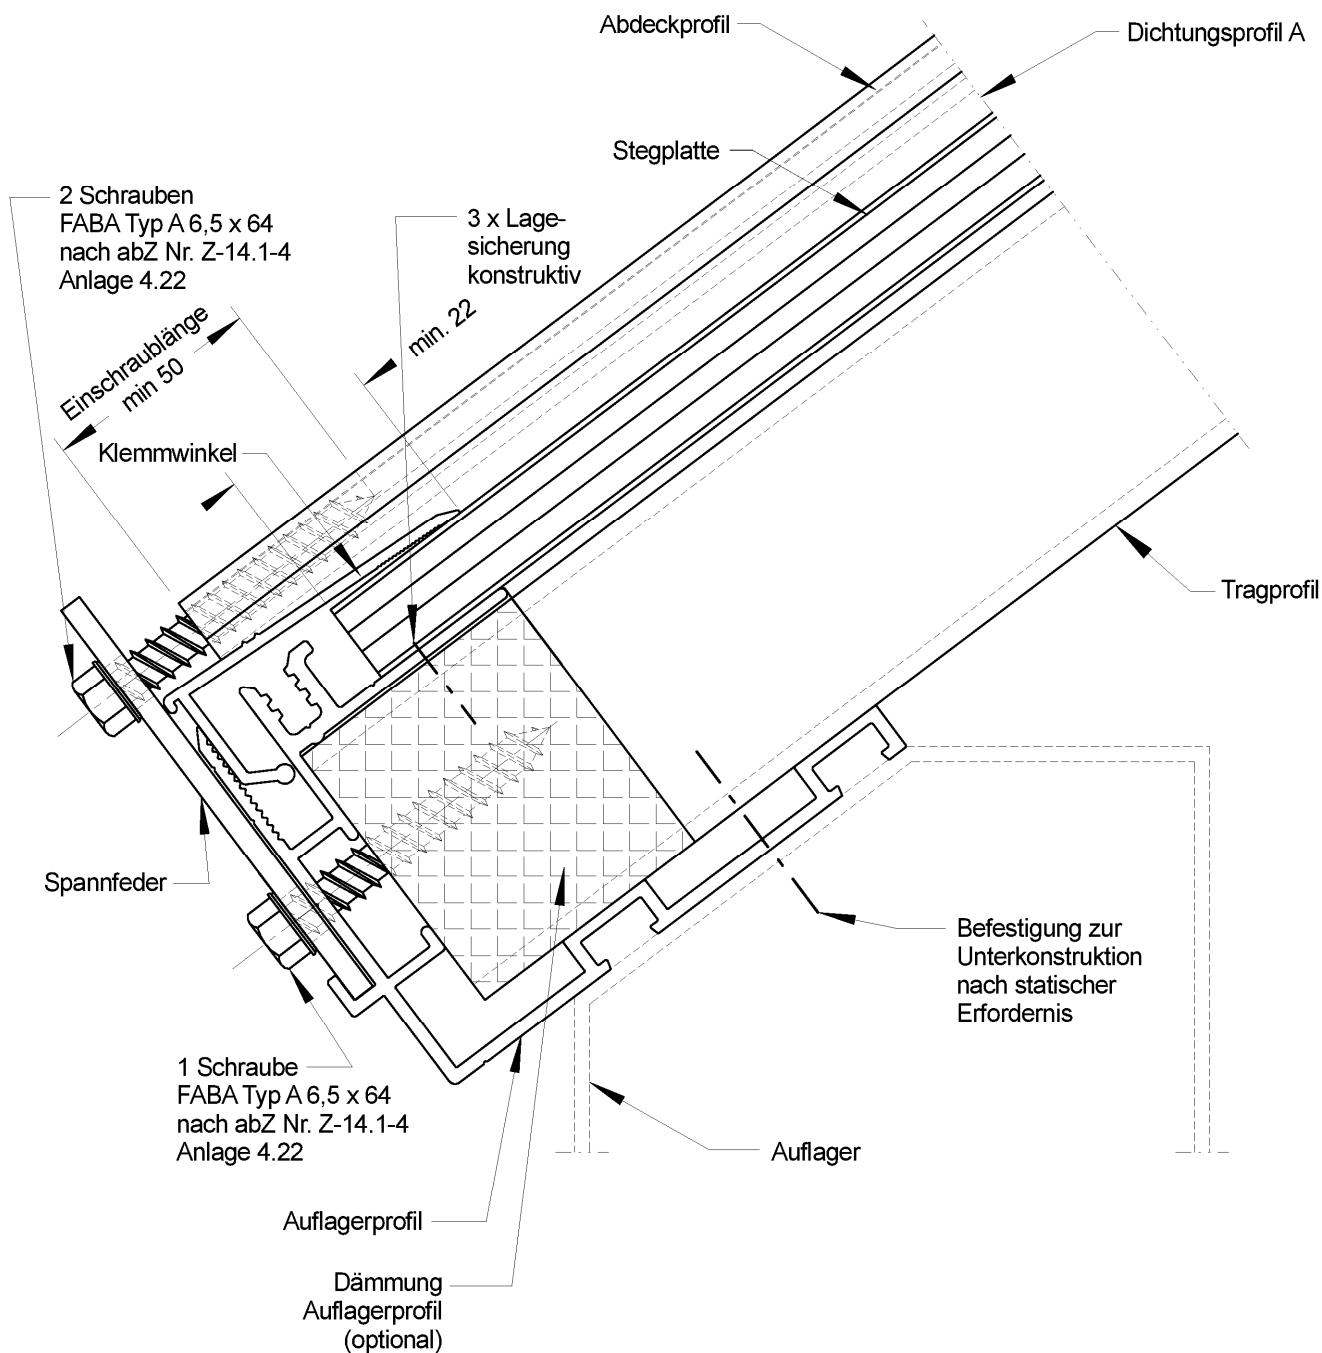 Abdeckprofil
Dichtungsprofil A
Stegplatte
2 Schrauben
FABA Typ A 6,5 x 64
nach abZ Nr. Z-14.1-4
Anlage 4.22
3 x Lage-
sicherung
konstruktiv
Einschraublänge
min 50
min. 22
Klemmwinkel
Tragprofil
Spannfeder
Befestigung zur
Unterkonstruktion
nach statischer
Erfordernis
1 Schraube
FABA Typ A 6,5 x 64
nach abZ Nr. Z-14.1-4
Anlage 4.22
Auflager
Auflagerprofil
Dämmung
Auflagerprofil
(optional)